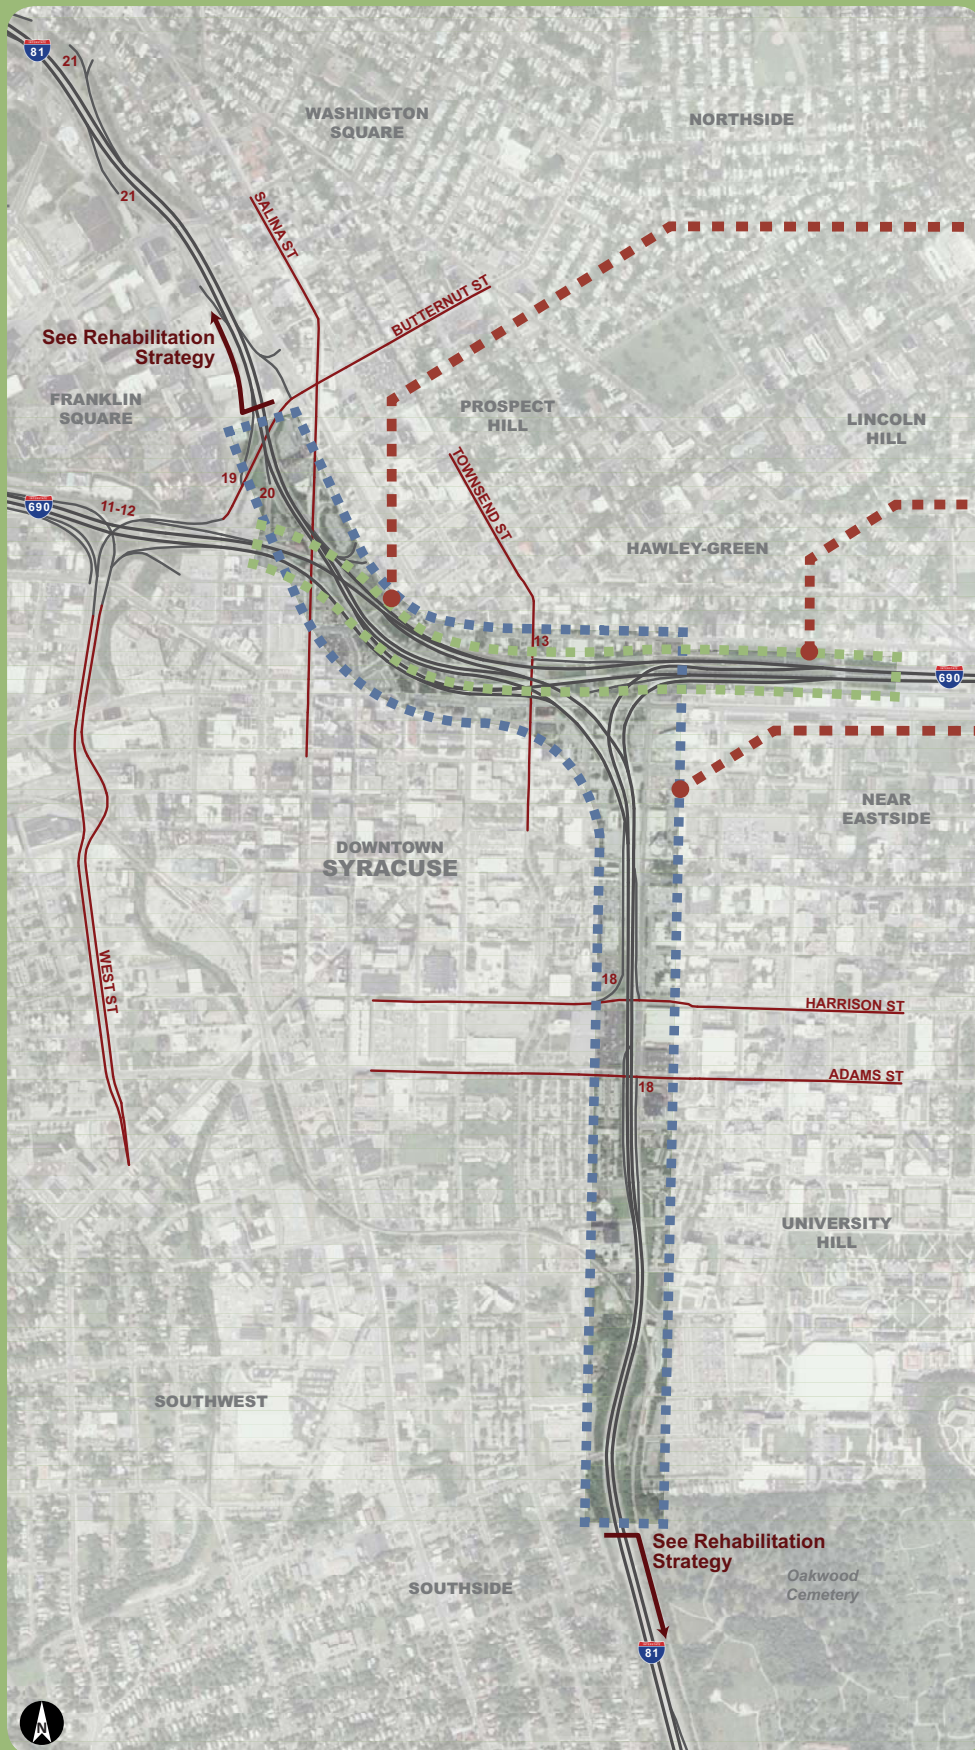 81
21
WASHINGTON
SQUARE
NORTHSIDE
21
SALINA ST
BUTTERNUT ST
See Rehabilitation
Strategy
FRANKLIN
SQUARE
PROSPECT
HILL
LINCOLN
HILL
TOWNSEND ST
19
20
690
11-12
HAWLEY-GREEN
13
690
NEAR
EASTSIDE
DOWNTOWN
SYRACUSE
WEST ST
18
HARRISON ST
ADAMS ST
18
UNIVERSITY
HILL
SOUTHWEST
See Rehabilitation
Strategy
Oakwood
Cemetery
SOUTHSIDE
81
N